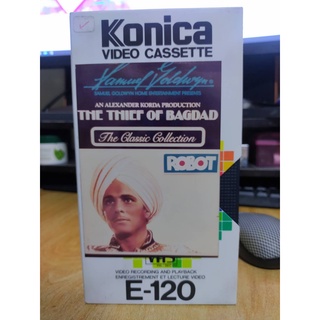 Konica
VIDEO CASSETTE
Samuel Goldwyn
SAMUEL GOLDWYN HOME ENTERTAINMENT PRESENTS
AN ALEXANDER KORDA PRODUCTION
THE THIEF OF BAGDAD
The Classic Collection
ROBOT
VHS
VIDEO RECORDING AND PLAYBACK
ENREGISTREMENT ET LECTURE VIDEO
E-120